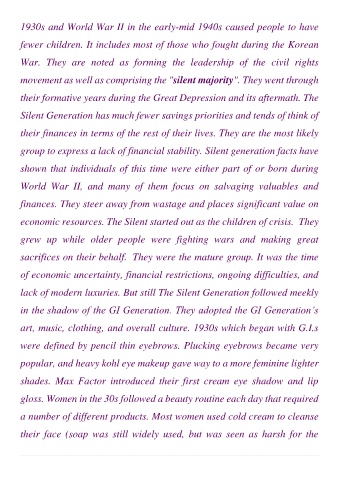 1930s and World War II in the early-mid 1940s caused people to have
fewer children. It includes most of those who fought during the Korean
War. They are noted as forming the leadership of the civil rights
movement as well as comprising the "silent majority". They went through
their formative years during the Great Depression and its aftermath. The
Silent Generation has much fewer savings priorities and tends of think of
their finances in terms of the rest of their lives. They are the most likely
group to express a lack of financial stability. Silent generation facts have
shown that individuals of this time were either part of or born during
World War II, and many of them focus on salvaging valuables and
finances. They steer away from wastage and places significant value on
economic resources. The Silent started out as the children of crisis. They
grew up while older people were fighting wars and making great
sacrifices on their behalf. They were the mature group. It was the time
of economic uncertainty, financial restrictions, ongoing difficulties, and
lack of modern luxuries. But still The Silent Generation followed meekly
in the shadow of the GI Generation. They adopted the GI Generation's
art, music, clothing, and overall culture. 1930s which began with G.I.s
were defined by pencil thin eyebrows. Plucking eyebrows became very
popular, and heavy kohl eye makeup gave way to a more feminine lighter
shades. Max Factor introduced their first cream eye shadow and lip
gloss. Women in the 30s followed a beauty routine each day that required
a number of different products. Most women used cold cream to cleanse
their face (soap was still widely used, but was seen as harsh for the